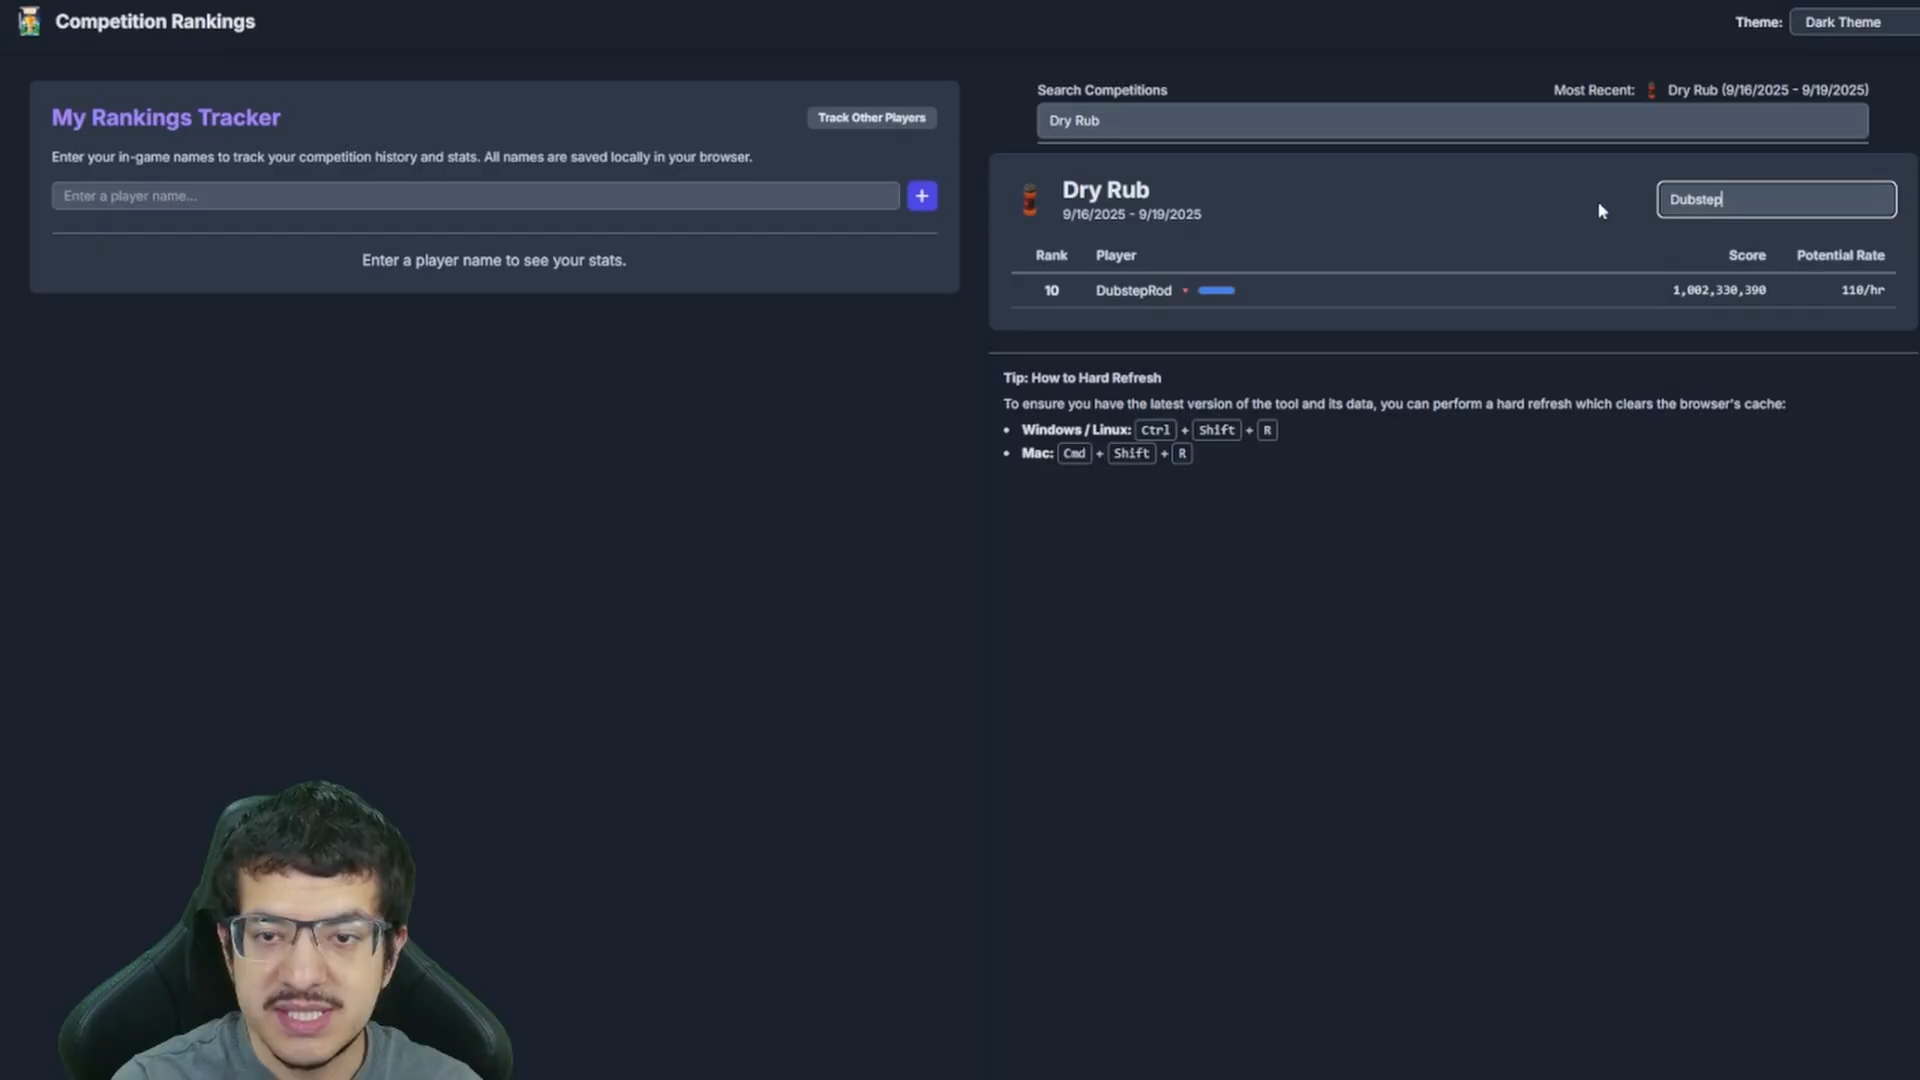 Competition Rankings
Theme: Dark Theme
My Rankings Tracker
Track Other Players
Enter your in-game names to track your competition history and stats. All names are saved locally in your browser.
Enter a player name...
+
Enter a player name to see your stats.
Search Competitions
Most Recent: Dry Rub (9/16/2025 - 9/19/2025)
Dry Rub
Dry Rub
9/16/2025 - 9/19/2025
Dubstep
Rank Player Score Potential Rate
10 DubstepRod 1,002,330,390 110/hr
Tip: How to Hard Refresh
To ensure you have the latest version of the tool and its data, you can perform a hard refresh which clears the browser's cache:
• Windows / Linux: Ctrl + Shift + R
• Mac: Cmd + Shift + R